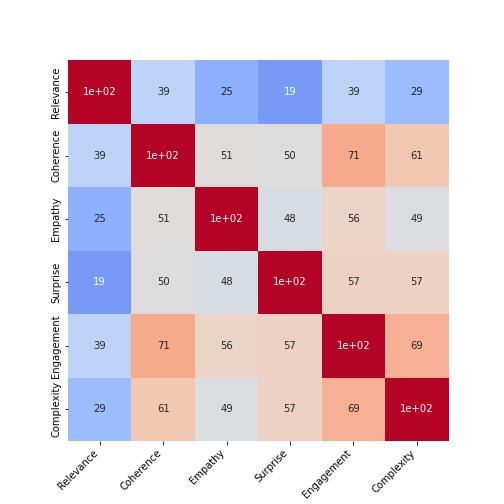 Relevance 1e+02 39 25 19 39 29
Coherence 39 1e+02 51 50 71 61
Empathy 25 51 1e+02 48 56 49
Surprise 19 50 48 1e+02 57 57
Engagement 39 71 56 57 1e+02 69
Complexity 29 61 49 57 69 1e+02
Relevance Coherence Empathy Surprise Engagement Complexity